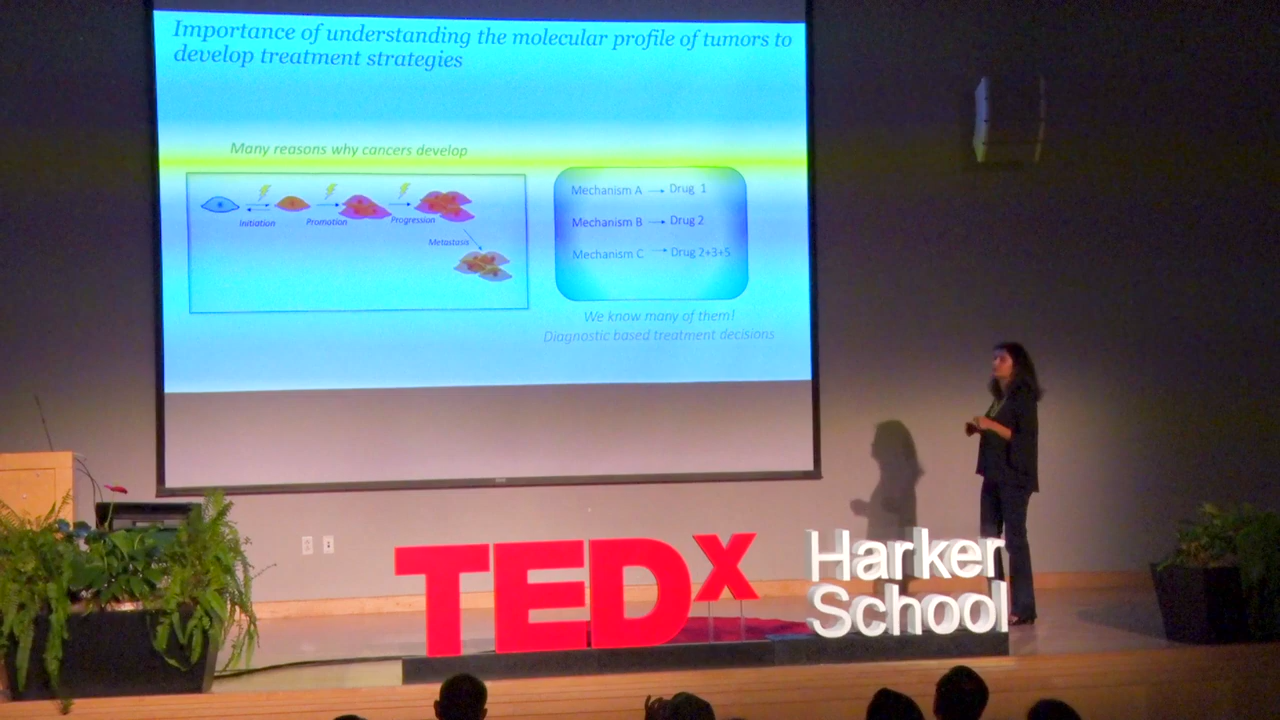 Importance of understanding the molecular profile of tumors to
develop treatment strategies
Many reasons why cancers develop
Initiation
Promation
Progression
Metastasis
Mechanism A → Drug 1
Mechanism B → Drug 2
Mechanism C → Drug 2+3+5
We know many of them!
Diagnostic based treatment decisions
TEDx
Harker
School